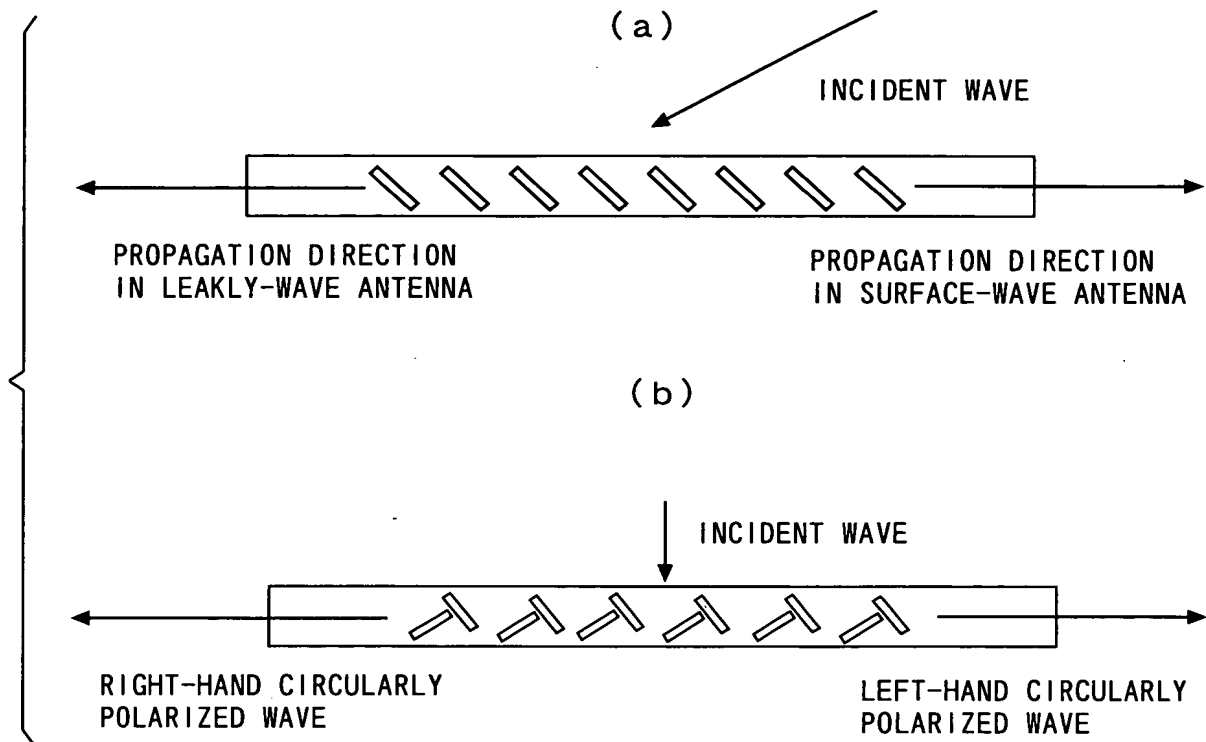 (a)
INCIDENT WAVE
PROPAGATION DIRECTION
IN LEAKLY-WAVE ANTENNA
PROPAGATION DIRECTION
IN SURFACE-WAVE ANTENNA
(b)
INCIDENT WAVE
RIGHT-HAND CIRCULARLY
POLARIZED WAVE
LEFT-HAND CIRCULARLY
POLARIZED WAVE